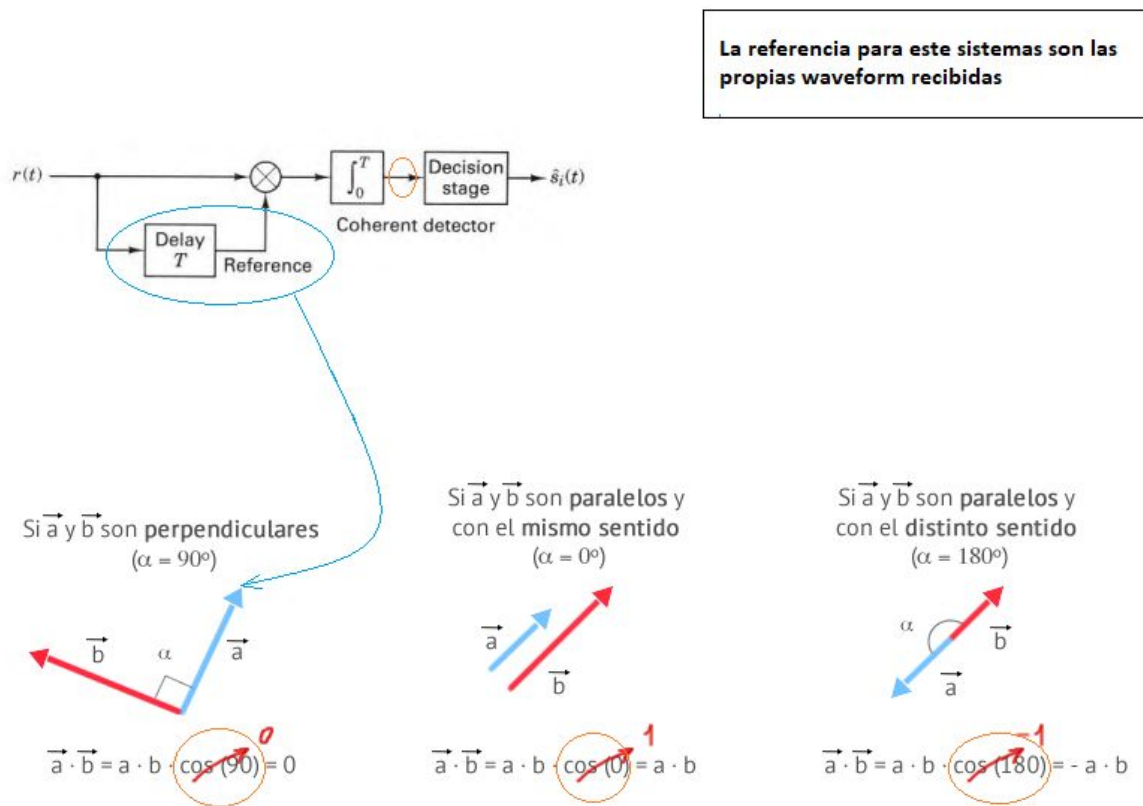 La referencia para este sistemas son las
propias waveform recibidas
r(t)
∫₀ᵀ
Decision
stage
ŝᵢ(t)
Coherent detector
Delay
T
Reference
Si a⃗ y b⃗ son perpendiculares
(α = 90º)
b⃗
α
a⃗
0
a⃗ · b⃗ = a · b · cos (90) = 0
Si a⃗ y b⃗ son paralelos y
con el mismo sentido
(α = 0º)
a⃗
b⃗
1
a⃗ · b⃗ = a · b · cos (0) = a · b
Si a⃗ y b⃗ son paralelos y
con el distinto sentido
(α = 180º)
α
b⃗
a⃗
-1
a⃗ · b⃗ = a · b · cos (180) = - a · b